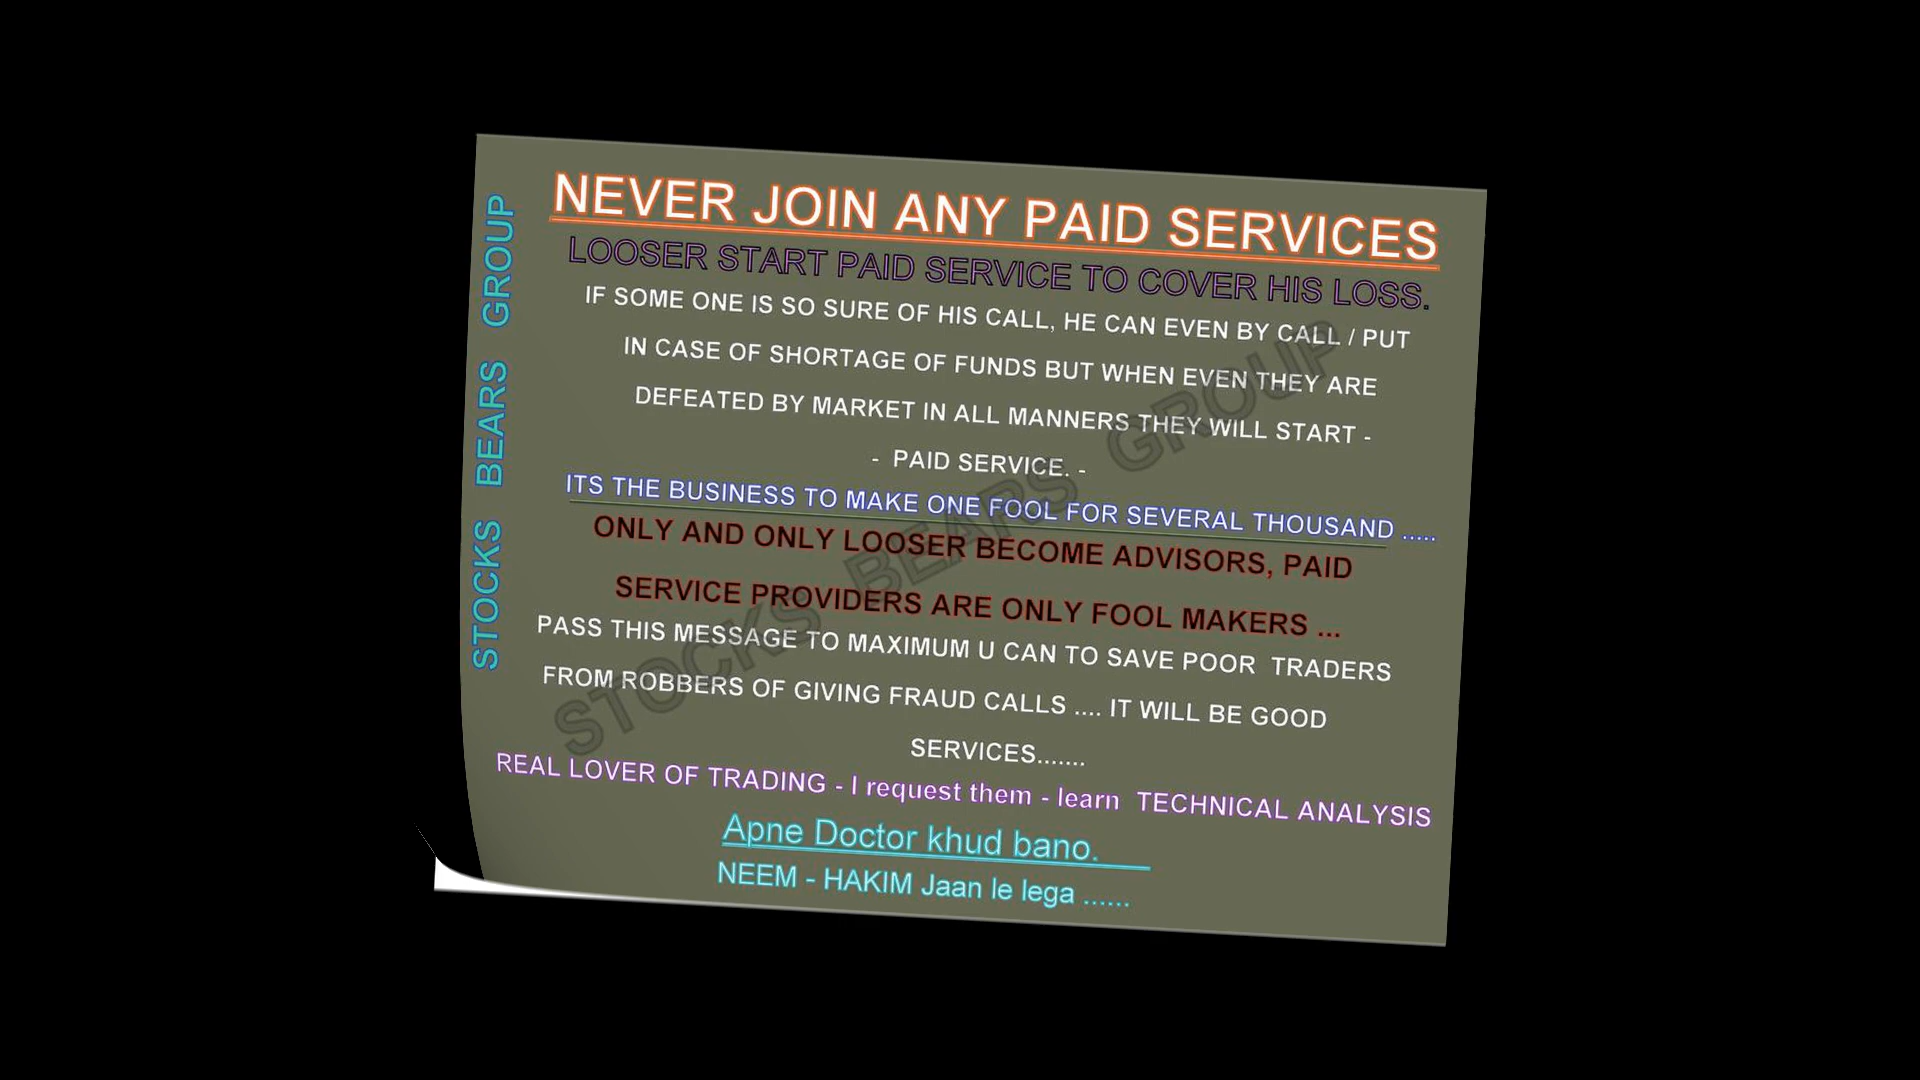 NEVER JOIN ANY PAID SERVICES
LOOSER START PAID SERVICE TO COVER HIS LOSS.
IF SOME ONE IS SO SURE OF HIS CALL, HE CAN EVEN BY CALL / PUT
IN CASE OF SHORTAGE OF FUNDS BUT WHEN EVEN THEY ARE
DEFEATED BY MARKET IN ALL MANNERS THEY WILL START -
- PAID SERVICE. -
ITS THE BUSINESS TO MAKE ONE FOOL FOR SEVERAL THOUSAND .....
ONLY AND ONLY LOOSER BECOME ADVISORS, PAID
SERVICE PROVIDERS ARE ONLY FOOL MAKERS ...
PASS THIS MESSAGE TO MAXIMUM U CAN TO SAVE POOR TRADERS
FROM ROBBERS OF GIVING FRAUD CALLS .... IT WILL BE GOOD
SERVICES.......
REAL LOVER OF TRADING - I request them - learn TECHNICAL ANALYSIS
Apne Doctor khud bano.
NEEM - HAKIM Jaan le lega ......
STOCKS BEARS GROUP
STOCKS BEARS GROUP